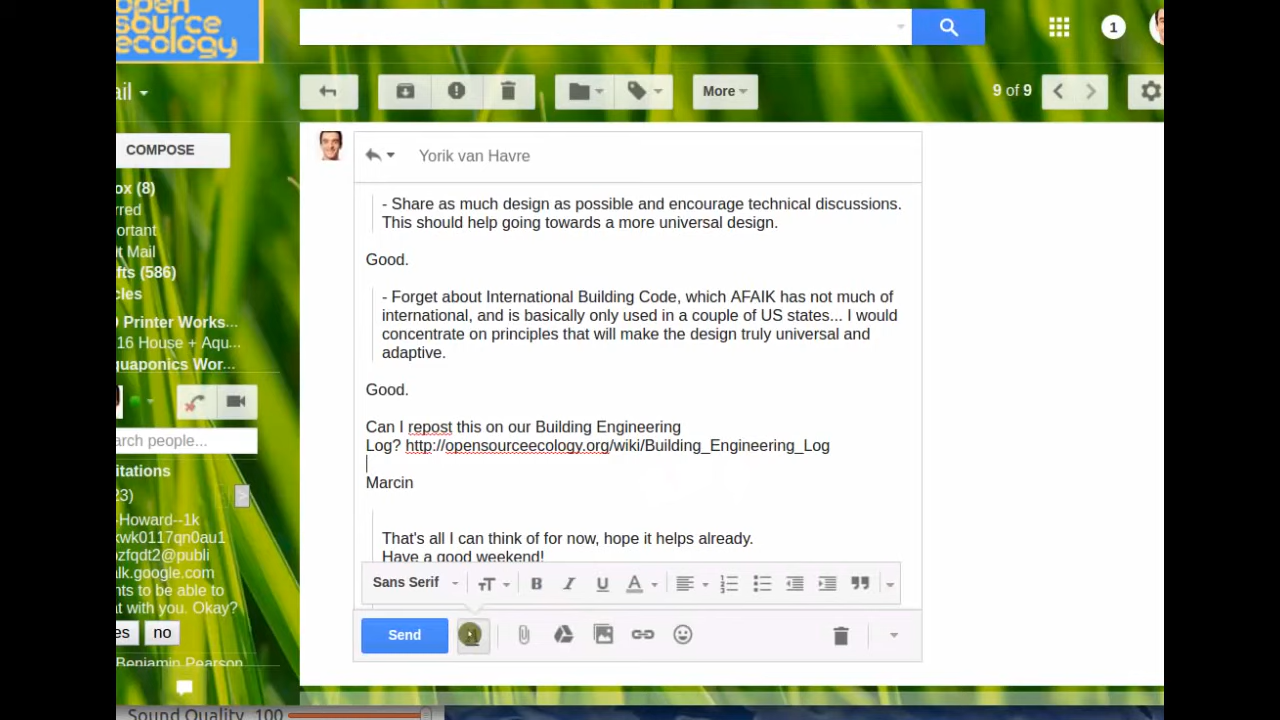 open
source
ecology
1
ail
More
9 of 9
COMPOSE
Yorik van Havre
ox (8)
rred
ortant
t Mail
fts (586)
cles
D Printer Works...
16 House + Aqu...
quaponics Wor...
- Share as much design as possible and encourage technical discussions.
This should help going towards a more universal design.
Good.
- Forget about International Building Code, which AFAIK has not much of
international, and is basically only used in a couple of US states... I would
concentrate on principles that will make the design truly universal and
adaptive.
Good.
Can I repost this on our Building Engineering
Log? http://opensourceecology.org/wiki/Building_Engineering_Log
Marcin
That's all I can think of for now, hope it helps already.
Have a good weekend!
arch people...
itations
23)
-Howard--1k
kwk0117qn0au1
ozfqdt2@publi
alk.google.com
nts to be able to
at with you. Okay?
es no
Benjamin Pearson
Sans Serif
Send
Sound Quality 100